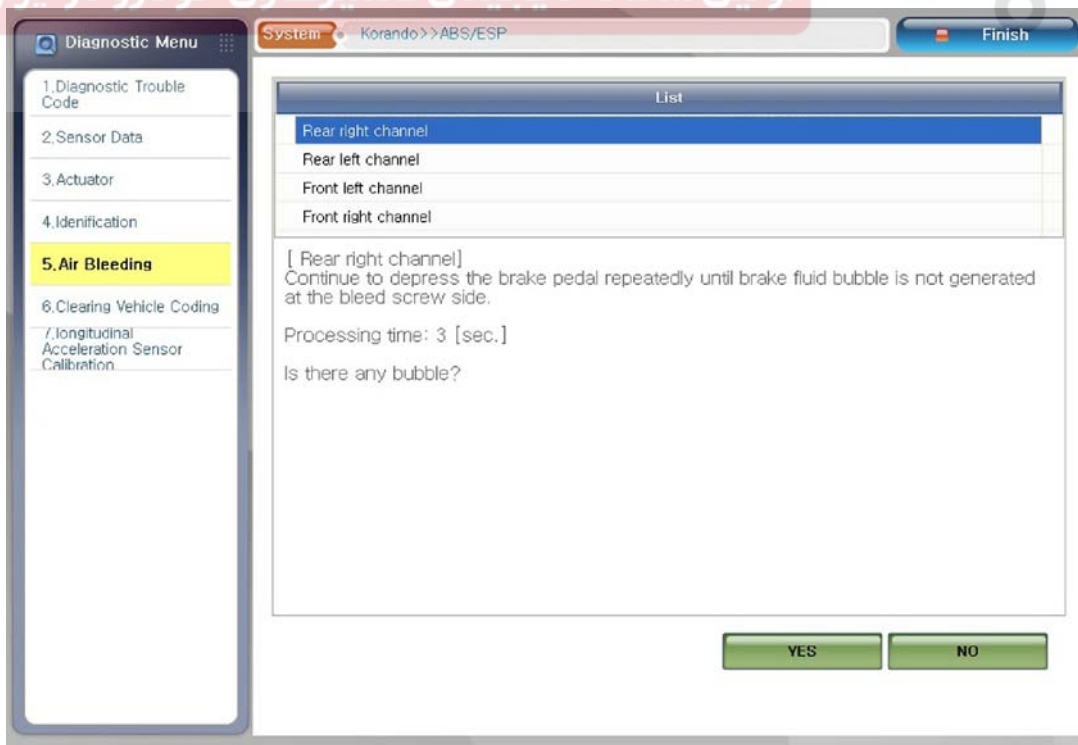 Diagnostic Menu
System
Korando>>ABS/ESP
Finish
1.Diagnostic Trouble
Code
2.Sensor Data
3.Actuator
4.Idenification
5.Air Bleeding
6.Clearing Vehicle Coding
7.longitudinal
Acceleration Sensor
Calibration
List
Rear right channel
Rear left channel
Front left channel
Front right channel
[ Rear right channel]
Continue to depress the brake pedal repeatedly until brake fluid bubble is not generated
at the bleed screw side.
Processing time: 3 [sec.]
Is there any bubble?
YES
NO